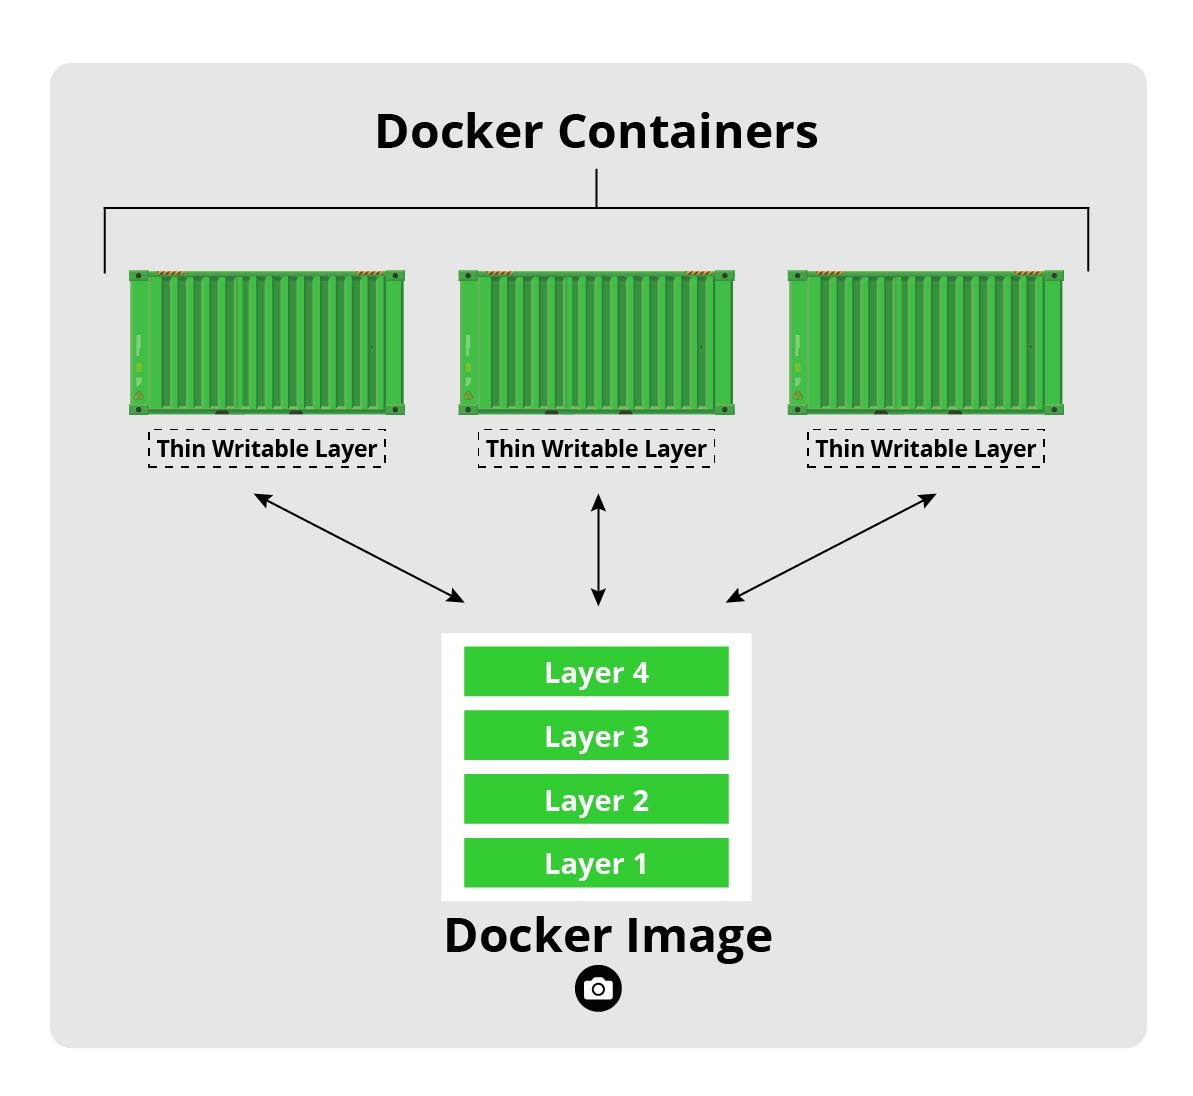 Docker Containers
Thin Writable Layer
Thin Writable Layer
Thin Writable Layer
Layer 4
Layer 3
Layer 2
Layer 1
Docker Image